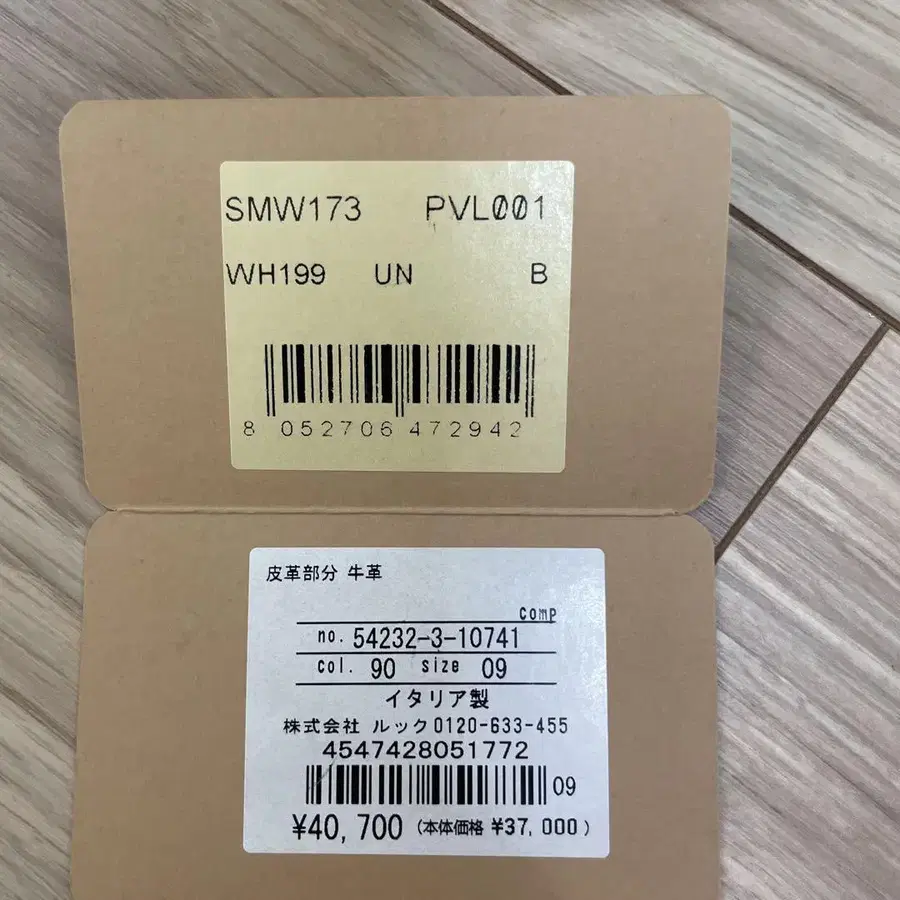 SMW173 PVL001
WH199 UN B
8 052706 472942
皮革部分 牛革
comp
no. 54232-3-10741
col. 90 size 09
イタリア製
株式会社 ルック 0120-633-455
4547428051772
09
¥40,700 (本体価格 ¥37,000)